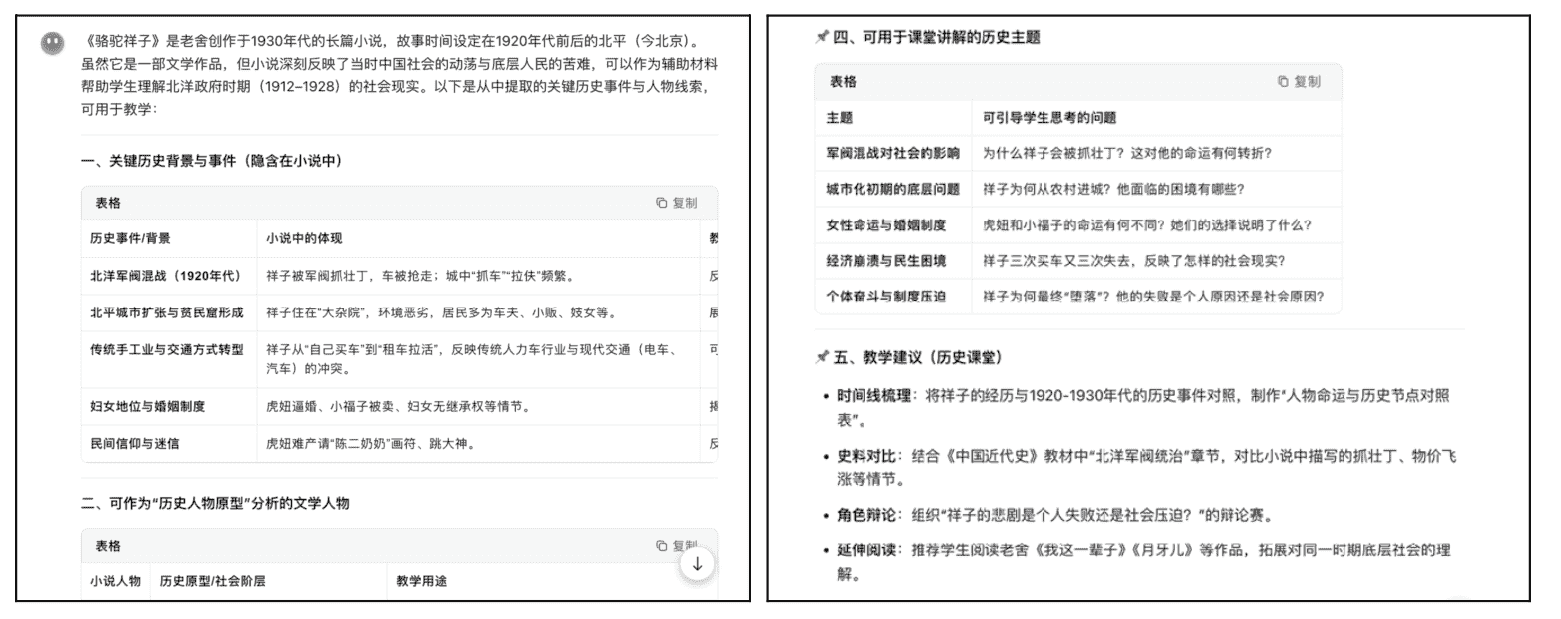 《骆驼祥子》是老舍创作于1930年代的长篇小说，故事时间设定在1920年代前后的北平（今北京）。
虽然它是一部文学作品，但小说深刻反映了当时中国社会的动荡与底层人民的苦难，可以作为辅助材料
帮助学生理解北洋政府时期（1912–1928）的社会现实。以下是从中提取的关键历史事件与人物线索，
可用于教学：
一、关键历史背景与事件（隐含在小说中）
表格 复制
历史事件/背景 小说中的体现
北洋军阀混战（1920年代） 祥子被军阀抓壮丁，车被抢走；城中“抓车”“拉伕”频繁。
北平城市扩张与贫民窟形成 祥子住在“大杂院”，环境恶劣，居民多为车夫、小贩、妓女等。
传统手工业与交通方式转型 祥子从“自己买车”到“租车拉活”，反映传统人力车行业与现代交通（电车、
汽车）的冲突。
妇女地位与婚姻制度 虎妞逼婚、小福子被卖、妇女无继承权等情节。
民间信仰与迷信 虎妞难产请“陈二奶奶”画符、跳大神。
二、可作为“历史人物原型”分析的文学人物
表格 复制
小说人物 历史原型/社会阶层 教学用途
四、可用于课堂讲解的历史主题
表格 复制
主题 可引导学生思考的问题
军阀混战对社会的影响 为什么祥子会被抓壮丁？这对他的命运有何转折？
城市化初期的底层问题 祥子为何从农村进城？他面临的困境有哪些？
女性命运与婚姻制度 虎妞和小福子的命运有何不同？她们的选择说明了什么？
经济崩溃与民生困境 祥子三次买车又三次失去，反映了怎样的社会现实？
个体奋斗与制度压迫 祥子为何最终“堕落”？他的失败是个人原因还是社会原因？
五、教学建议（历史课堂）
• 时间线梳理：将祥子的经历与1920-1930年代的历史事件对照，制作“人物命运与历史节点对照
表”。
• 史料对比：结合《中国近代史》教材中“北洋军阀统治”章节，对比小说中描写的抓壮丁、物价飞
涨等情节。
• 角色辩论：组织“祥子的悲剧是个人失败还是社会压迫？”的辩论赛。
• 延伸阅读：推荐学生阅读老舍《我这一辈子》《月牙儿》等作品，拓展对同一时期底层社会的理
解。